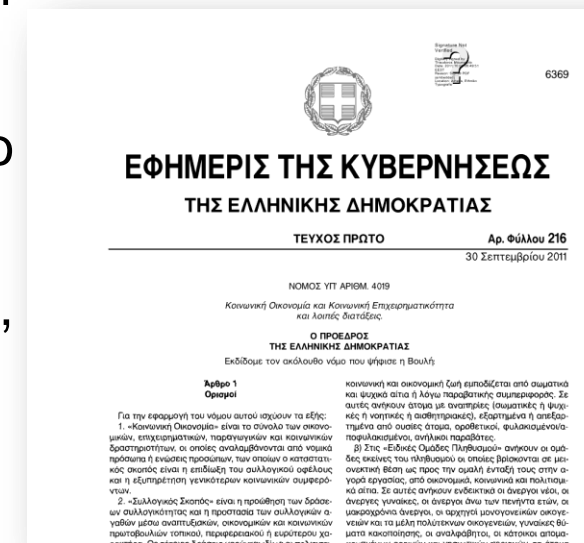 Signature Not
Verified
6369
ΕΦΗΜΕΡΙΣ ΤΗΣ ΚΥΒΕΡΝΗΣΕΩΣ
ΤΗΣ ΕΛΛΗΝΙΚΗΣ ΔΗΜΟΚΡΑΤΙΑΣ
ΤΕΥΧΟΣ ΠΡΩΤΟ
Αρ. Φύλλου 216
30 Σεπτεμβρίου 2011
ΝΟΜΟΣ ΥΠ’ ΑΡΙΘΜ. 4019
Κοινωνική Οικονομία και Κοινωνική Επιχειρηματικότητα
και λοιπές διατάξεις.
Ο ΠΡΟΕΔΡΟΣ
ΤΗΣ ΕΛΛΗΝΙΚΗΣ ΔΗΜΟΚΡΑΤΙΑΣ
Εκδίδομε τον ακόλουθο νόμο που ψήφισε η Βουλή:
Άρθρο 1
Ορισμοί
Για την εφαρμογή του νόμου αυτού ισχύουν τα εξής:
1. «Κοινωνική Οικονομία» είναι το σύνολο των οικονο-
μικών, επιχειρηματικών, παραγωγικών και κοινωνικών
δραστηριοτήτων, οι οποίες αναλαμβάνονται από νομικά
πρόσωπα ή ενώσεις προσώπων, των οποίων ο καταστατι-
κός σκοπός είναι η επιδίωξη του συλλογικού οφέλους
και η εξυπηρέτηση γενικότερων κοινωνικών συμφερό-
ντων.
2. «Συλλογικός Σκοπός» είναι η προώθηση των δράσε-
ων συλλογικότητας και η προστασία των συλλογικών α-
γαθών μέσω αναπτυξιακών, οικονομικών και κοινωνικών
πρωτοβουλιών τοπικού, περιφερειακού ή ευρύτερου χα-
κοινωνική και οικονομική ζωή εμποδίζεται από σωματικά
και ψυχικά αίτια ή λόγω παραβατικής συμπεριφοράς. Σε
αυτές ανήκουν άτομα με αναπηρίες (σωματικές ή ψυχι-
κές ή νοητικές ή αισθητηριακές), εξαρτημένα ή απεξαρ-
τημένα από ουσίες άτομα, οροθετικοί, φυλακισμένοι/α-
ποφυλακισμένοι, ανήλικοι παραβάτες.
β) Στις «Ειδικές Ομάδες Πληθυσμού» ανήκουν οι ομά-
δες εκείνες του πληθυσμού οι οποίες βρίσκονται σε μει-
ονεκτική θέση ως προς την ομαλή ένταξή τους στην α-
γορά εργασίας, από οικονομικά, κοινωνικά και πολιτισμι-
κά αίτια. Σε αυτές ανήκουν ενδεικτικά οι άνεργοι νέοι, οι
άνεργες γυναίκες, οι άνεργοι άνω των πενήντα ετών, οι
μακροχρόνια άνεργοι, οι αρχηγοί μονογονεϊκών οικογε-
νειών και τα μέλη πολύτεκνων οικογενειών, γυναίκες θύ-
ματα κακοποίησης, οι αναλφάβητοι, οι κάτοικοι απομα-